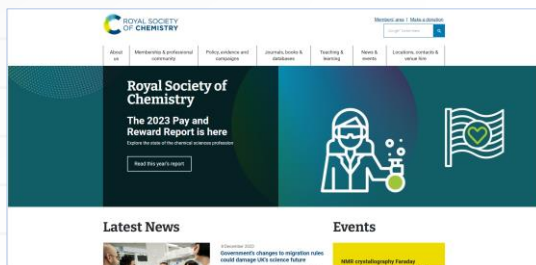 ROYAL SOCIETY
OF CHEMISTRY
Members' area | Make a donation
About us
Membership & professional community
Policy, evidence and campaigns
Journals, books & databases
Teaching & learning
News & events
Locations, contacts & venue hire
Royal Society of
Chemistry
The 2023 Pay and
Reward Report is here
Explore the state of the chemical sciences profession
Read this year's report
Latest News
Events
Government's changes to migration rules
could damage UK's science future
NMR crystallography Faraday